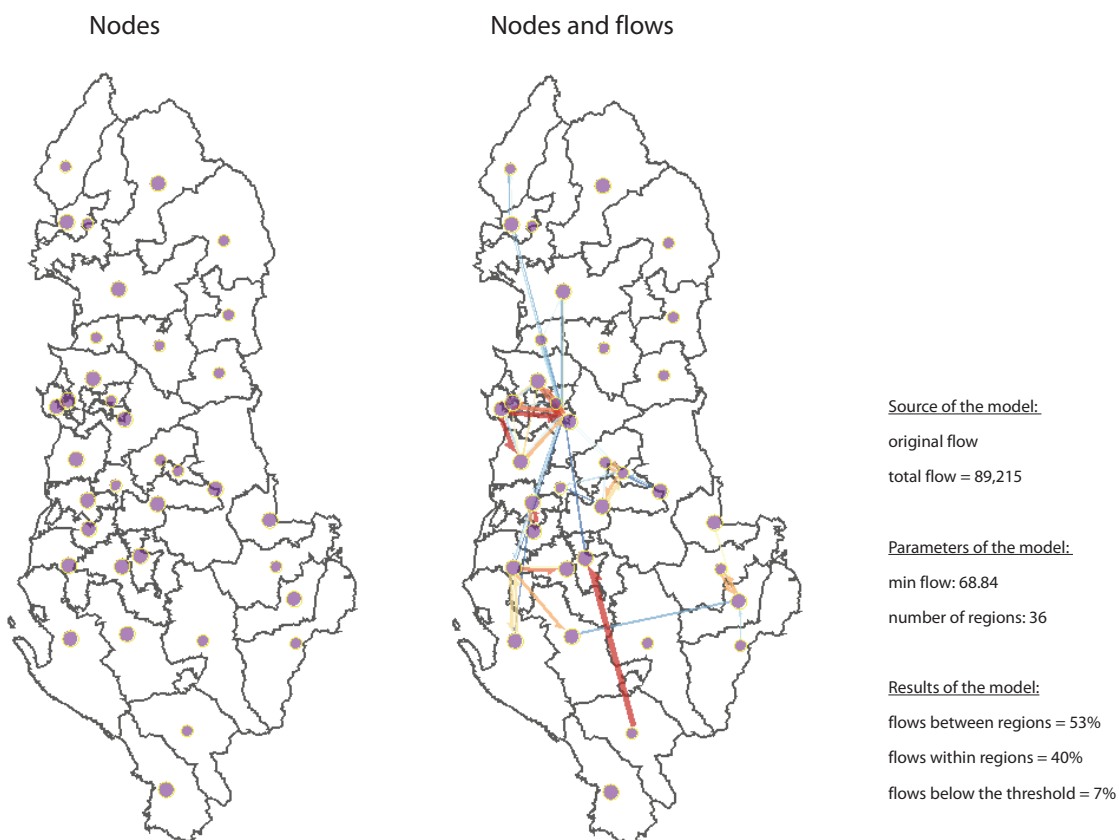 Nodes
Nodes and flows
Source of the model:
original flow
total flow = 89,215
Parameters of the model:
min flow: 68.84
number of regions: 36
Results of the model:
flows between regions = 53%
flows within regions = 40%
flows below the threshold = 7%